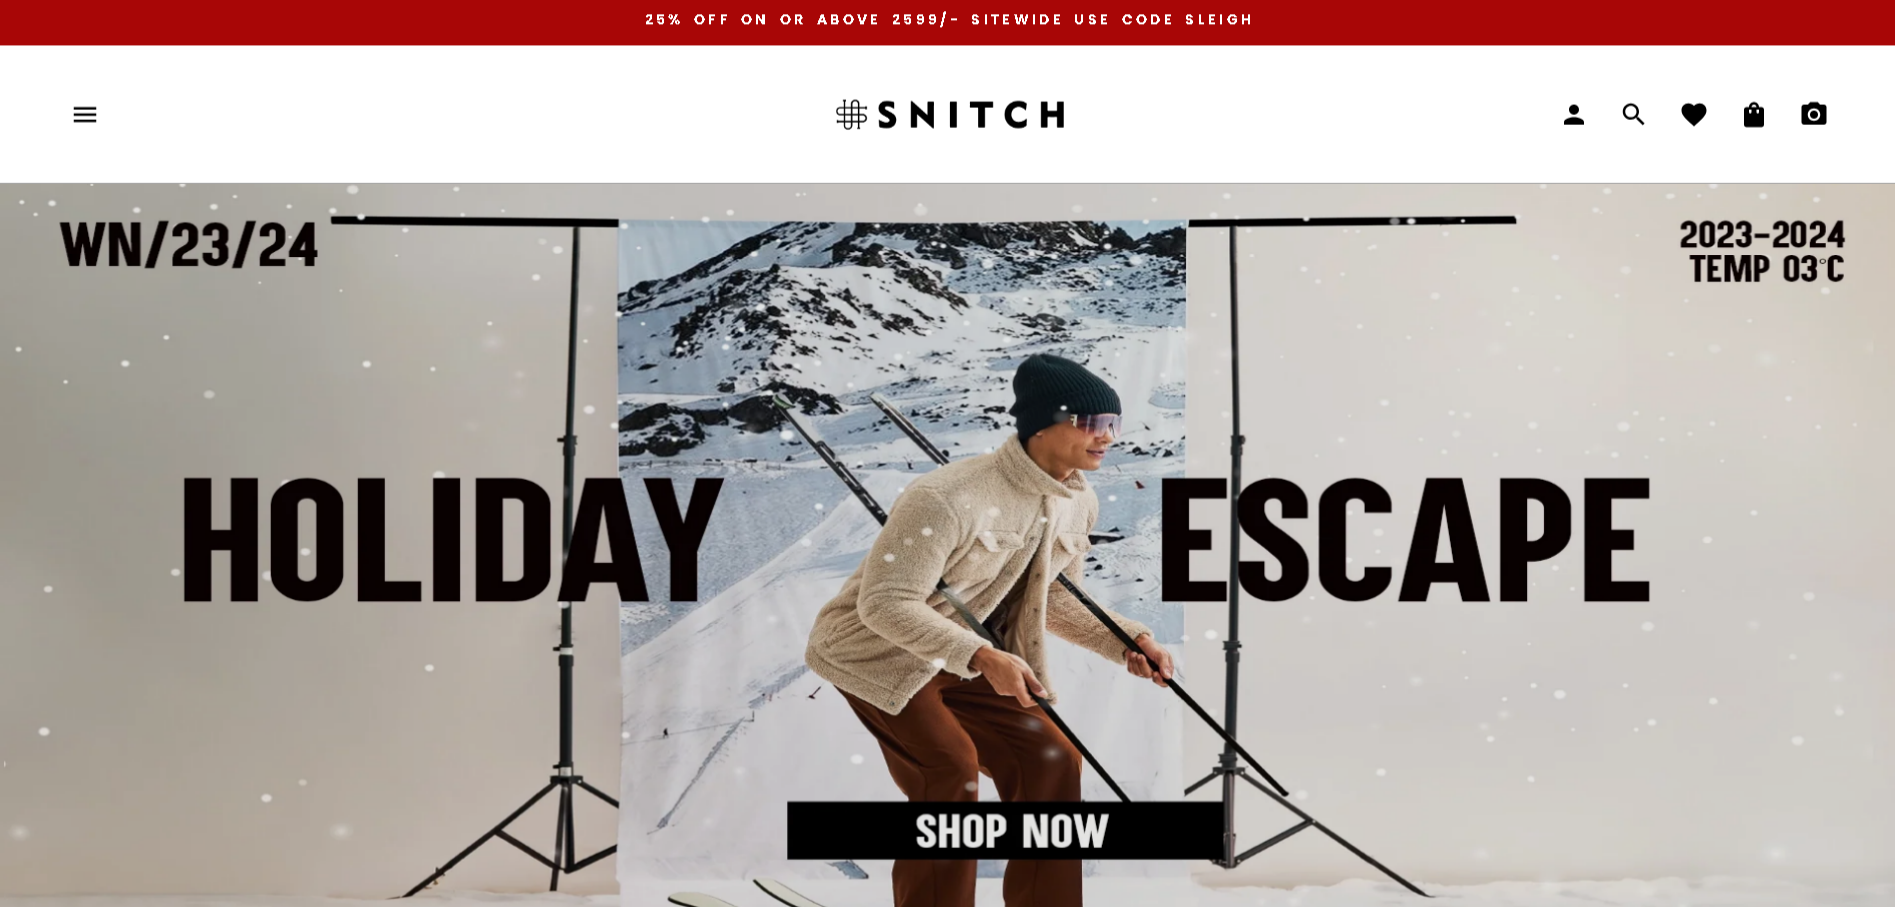 25% OFF ON OR ABOVE 2599/- SITEWIDE USE CODE SLEIGH
SNITCH
WN/23/24
2023-2024
TEMP 03°C
HOLIDAY ESCAPE
SHOP NOW